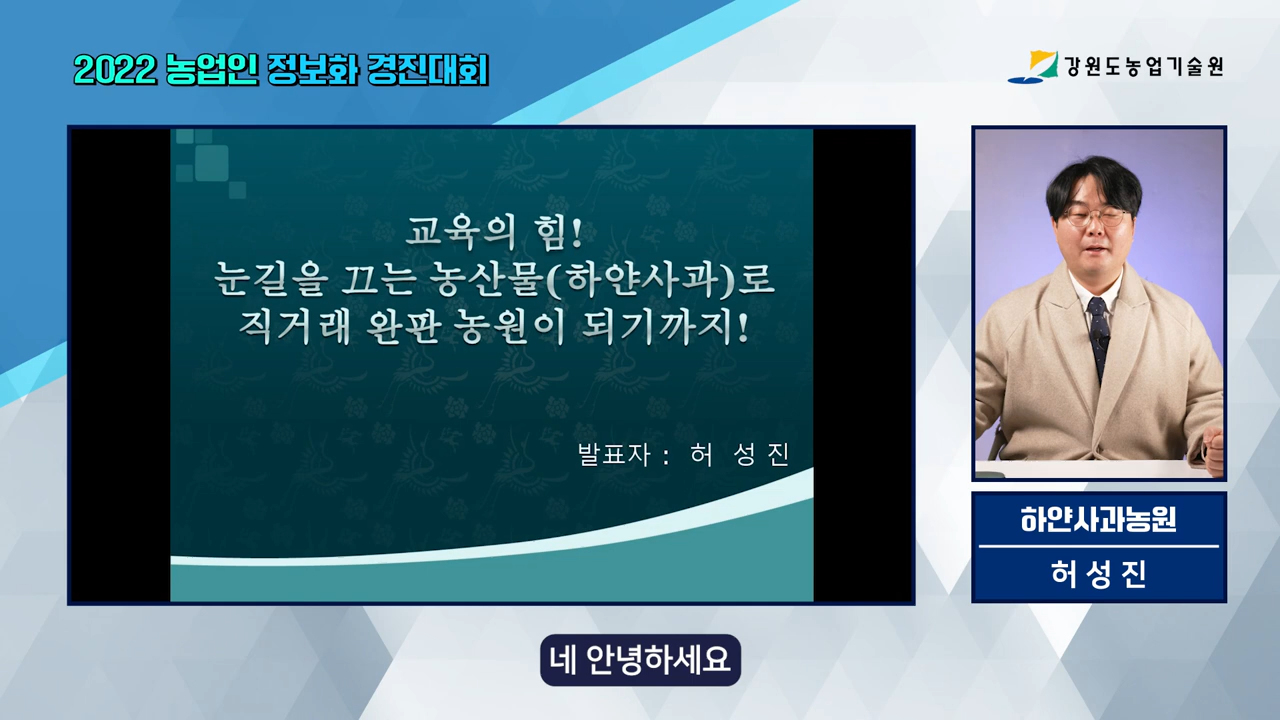 2022 농업인 정보화 경진대회
강원도농업기술원
교육의 힘!
눈길을 끄는 농산물(하얀사과)로
직거래 완판 농원이 되기까지!
발표자 : 허 성 진
하얀사과농원
허 성 진
네 안녕하세요